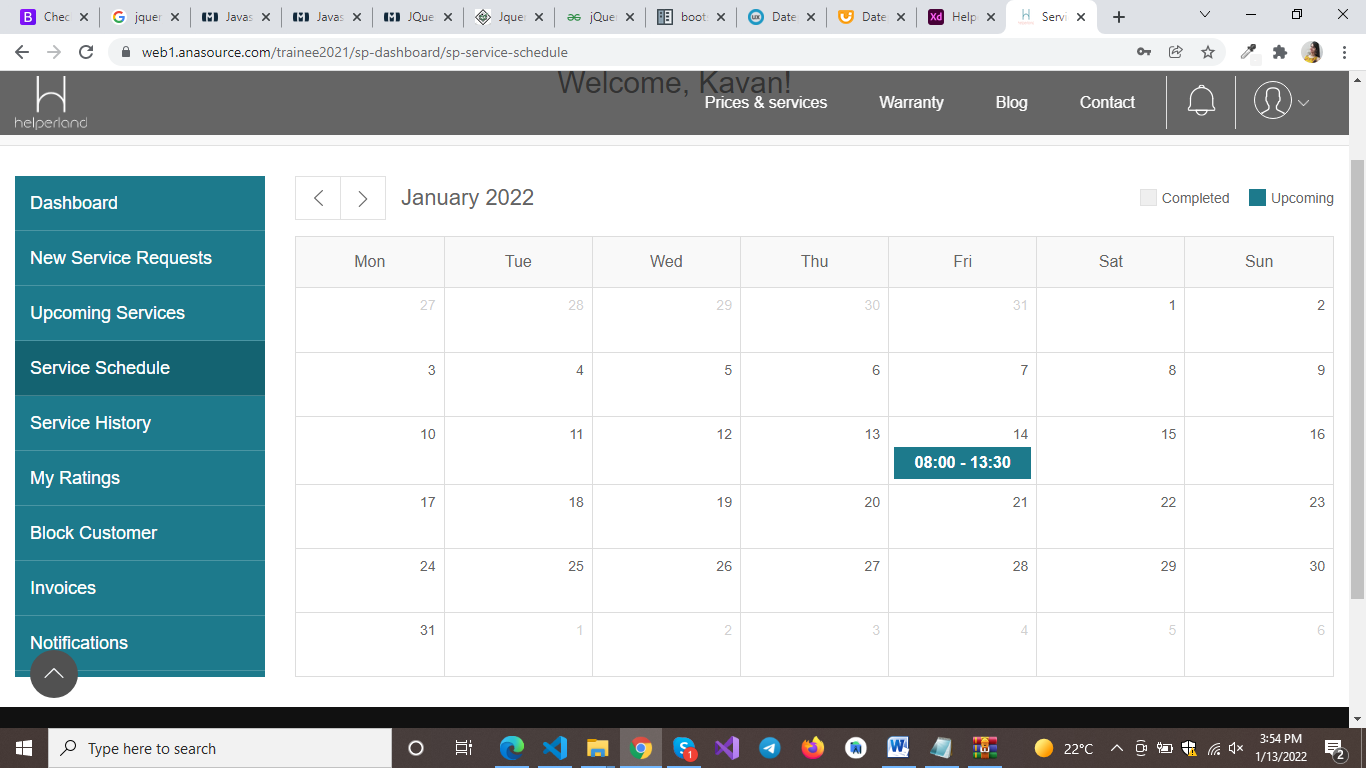 Chec jquer Javas Javas JQue Jquer jQuer boots Date Date Help Servi
web1.anasource.com/trainee2021/sp-dashboard/sp-service-schedule
Welcome, Kavan!
helperland
Prices & services Warranty Blog Contact
Dashboard
New Service Requests
Upcoming Services
Service Schedule
Service History
My Ratings
Block Customer
Invoices
Notifications
January 2022
Completed Upcoming
Mon Tue Wed Thu Fri Sat Sun
27 28 29 30 31 1 2
3 4 5 6 7 8 9
10 11 12 13 14 15 16
08:00 - 13:30
17 18 19 20 21 22 23
24 25 26 27 28 29 30
31 1 2 3 4 5 6
Type here to search
22°C
3:54 PM
1/13/2022